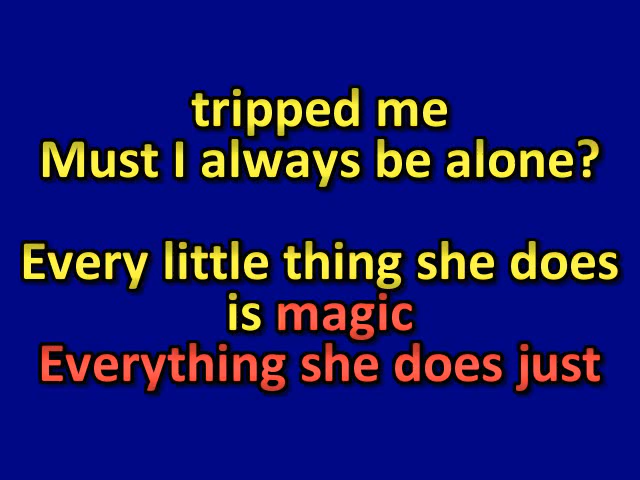 tripped me
Must I always be alone?
Every little thing she does
is magic
Everything she does just